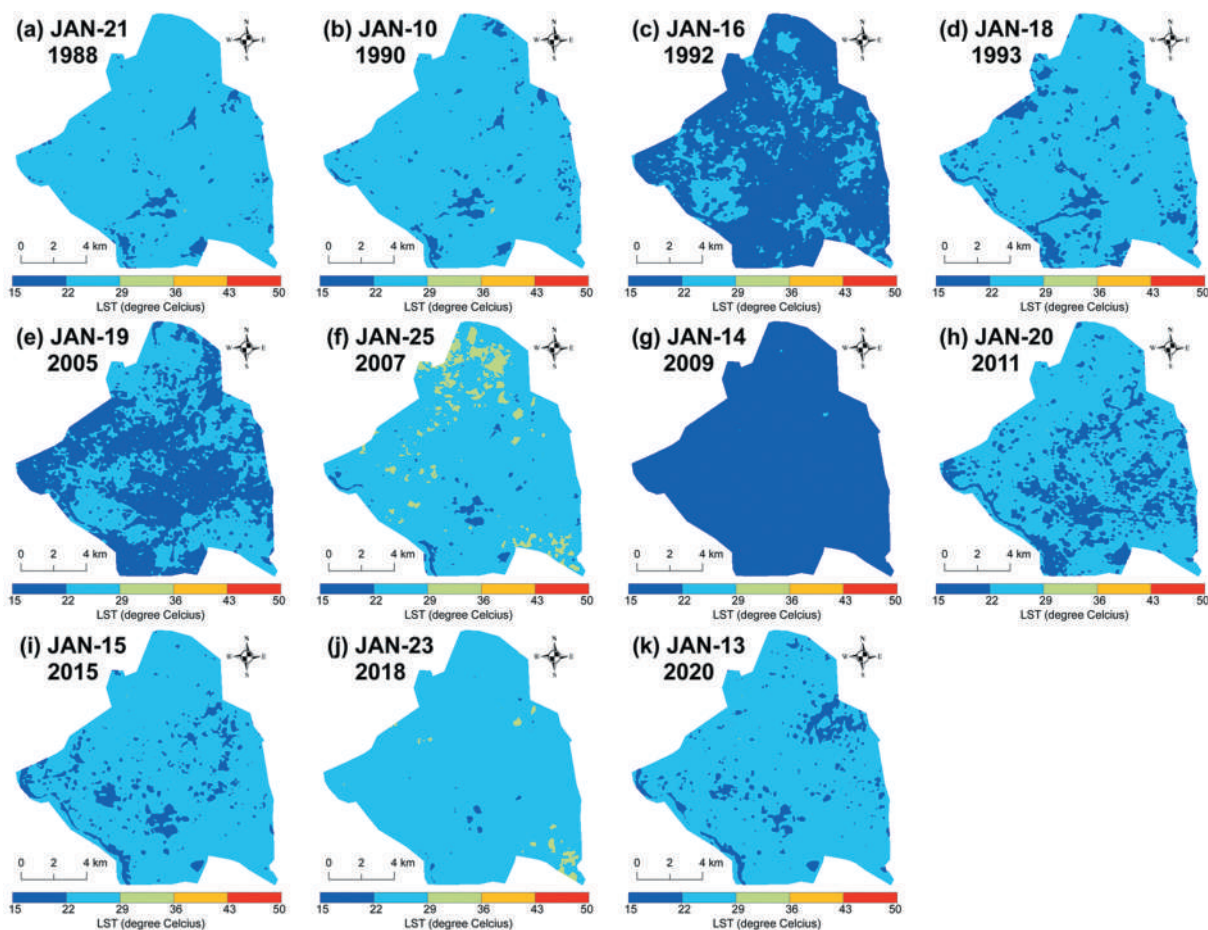 (a) JAN-21
1988
(b) JAN-10
1990
(c) JAN-16
1992
(d) JAN-18
1993
N
W E
S
N
W E
S
N
W E
S
N
W E
S
0 2 4 km
0 2 4 km
0 2 4 km
0 2 4 km
15 22 29 36 43 50
15 22 29 36 43 50
15 22 29 36 43 50
15 22 29 36 43 50
LST (degree Celcius)
LST (degree Celcius)
LST (degree Celcius)
LST (degree Celcius)
(e) JAN-19
2005
(f) JAN-25
2007
(g) JAN-14
2009
(h) JAN-20
2011
N
W E
S
N
W E
S
N
W E
S
N
W E
S
0 2 4 km
0 2 4 km
0 2 4 km
0 2 4 km
15 22 29 36 43 50
15 22 29 36 43 50
15 22 29 36 43 50
15 22 29 36 43 50
LST (degree Celcius)
LST (degree Celcius)
LST (degree Celcius)
LST (degree Celcius)
(i) JAN-15
2015
(j) JAN-23
2018
(k) JAN-13
2020
N
W E
S
N
W E
S
N
W E
S
0 2 4 km
0 2 4 km
0 2 4 km
15 22 29 36 43 50
15 22 29 36 43 50
15 22 29 36 43 50
LST (degree Celcius)
LST (degree Celcius)
LST (degree Celcius)